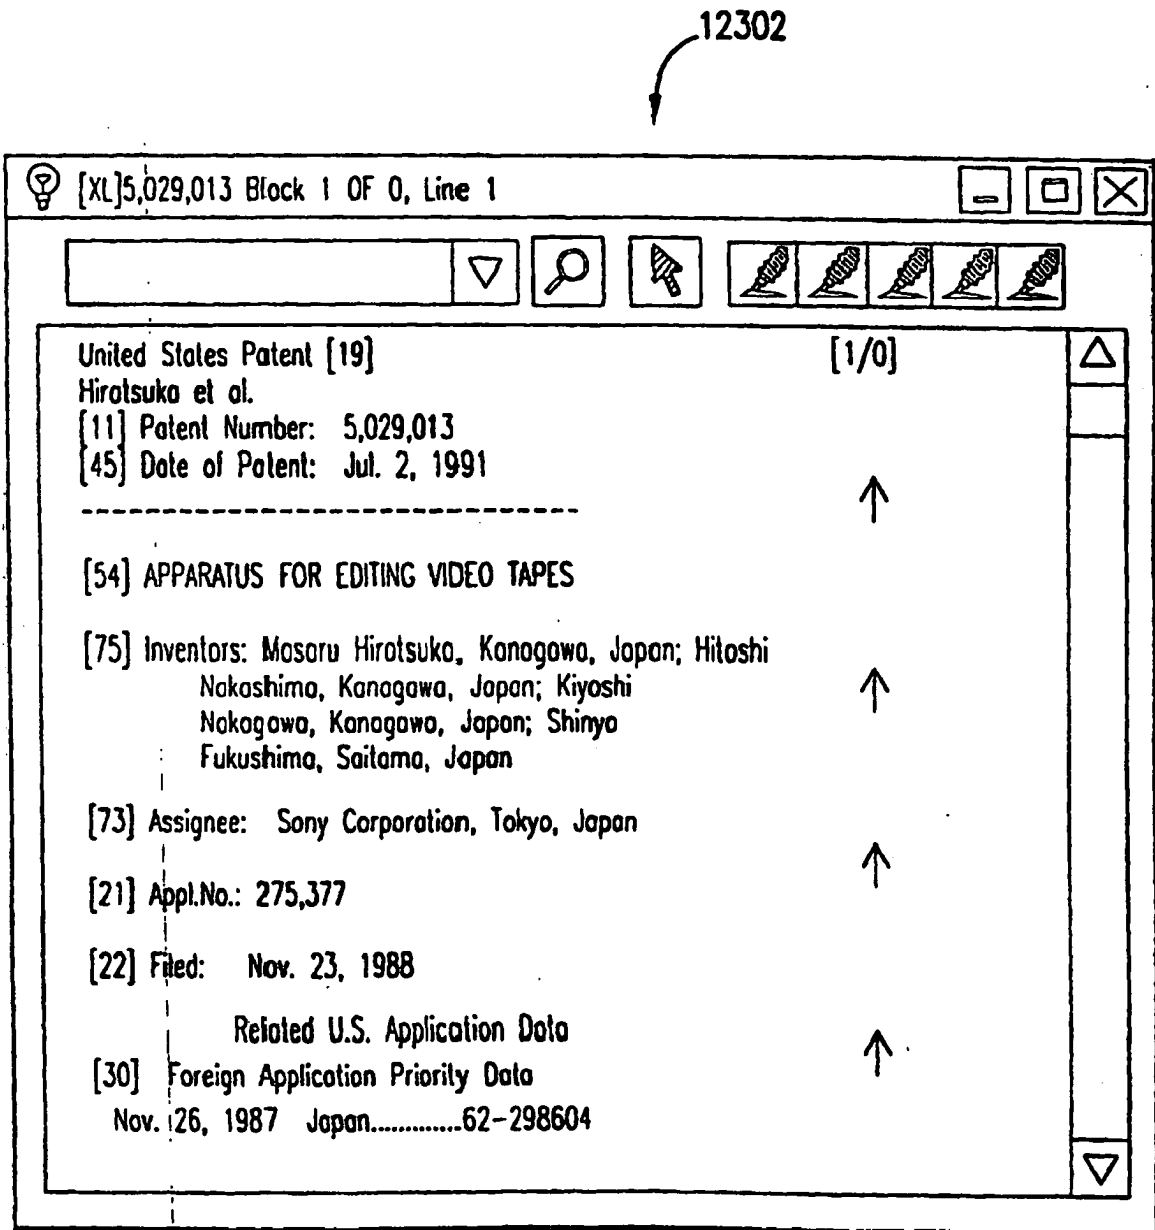 12302
[XL]5,029,013 Block 1 OF 0, Line 1
United States Patent [19] [1/0]
Hiratsuka et al.
[11] Patent Number: 5,029,013
[45] Date of Patent: Jul. 2, 1991
-------------------------------
[54] APPARATUS FOR EDITING VIDEO TAPES
[75] Inventors: Masaru Hiratsuka, Kanagawa, Japan; Hitoshi
Nakashima, Kanagawa, Japan; Kiyoshi
Nakagawa, Kanagawa, Japan; Shinya
Fukushima, Saitama, Japan
[73] Assignee: Sony Corporation, Tokyo, Japan
[21] Appl.No.: 275,377
[22] Filed: Nov. 23, 1988
Related U.S. Application Data
[30] Foreign Application Priority Data
Nov. 26, 1987 Japan.............62-298604